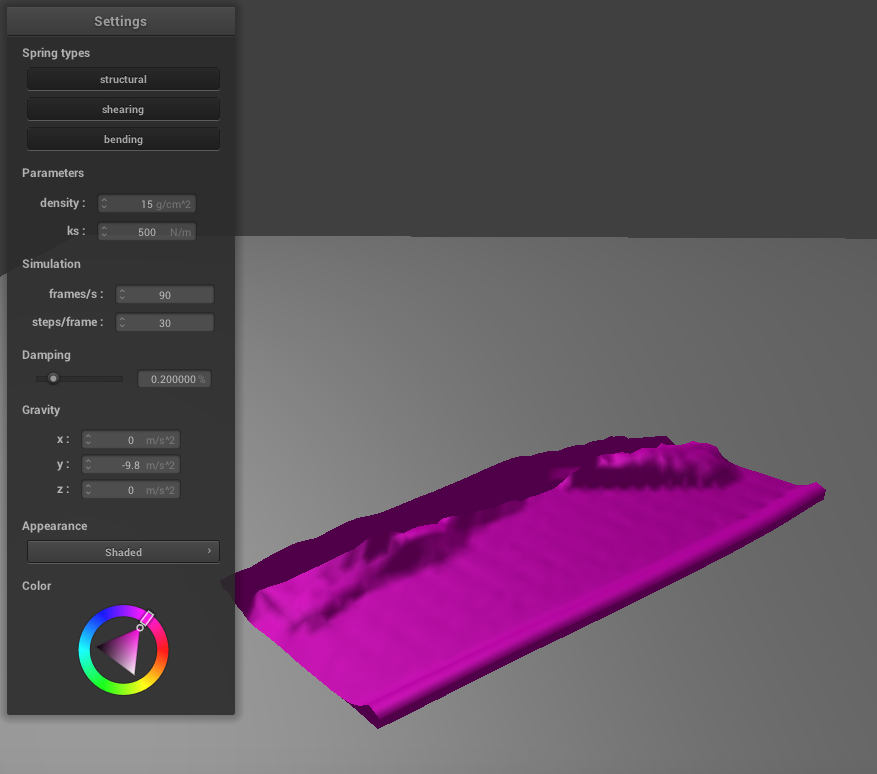 Settings
Spring types
structural
shearing
bending
Parameters
density : 15 g/cm^2
ks : 500 N/m
Simulation
frames/s : 90
steps/frame : 30
Damping
0.200000 %
Gravity
x : 0 m/s^2
y : -9.8 m/s^2
z : 0 m/s^2
Appearance
Shaded
Color